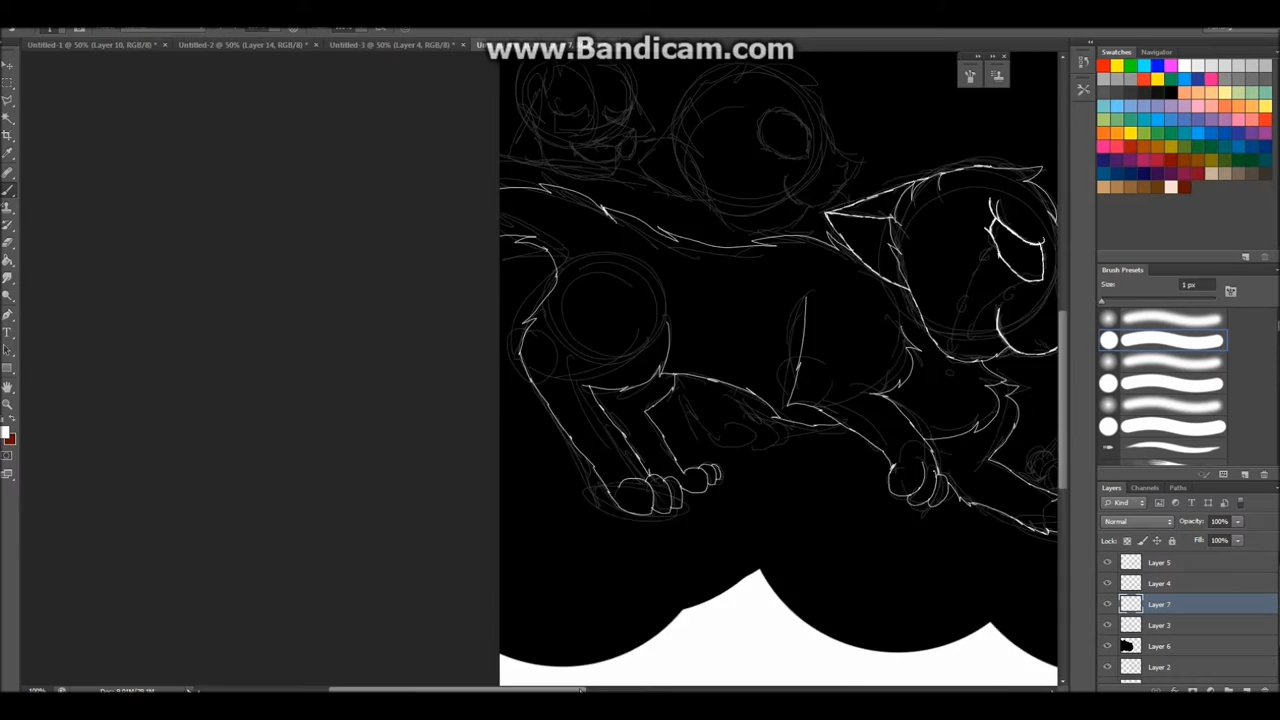 Untitled-1 @ 50% (Layer 10, RGB/8) * ×
Untitled-2 @ 50% (Layer 14, RGB/8) * ×
Untitled-3 @ 50% (Layer 4, RGB/8) * ×
www.Bandicam.com
Swatches Navigator
Brush Presets
Size: 1 px
Layers Channels Paths
Kind
Normal Opacity: 100%
Lock: Fill: 100%
Layer 5
Layer 4
Layer 7
Layer 3
Layer 6
Layer 2
100%